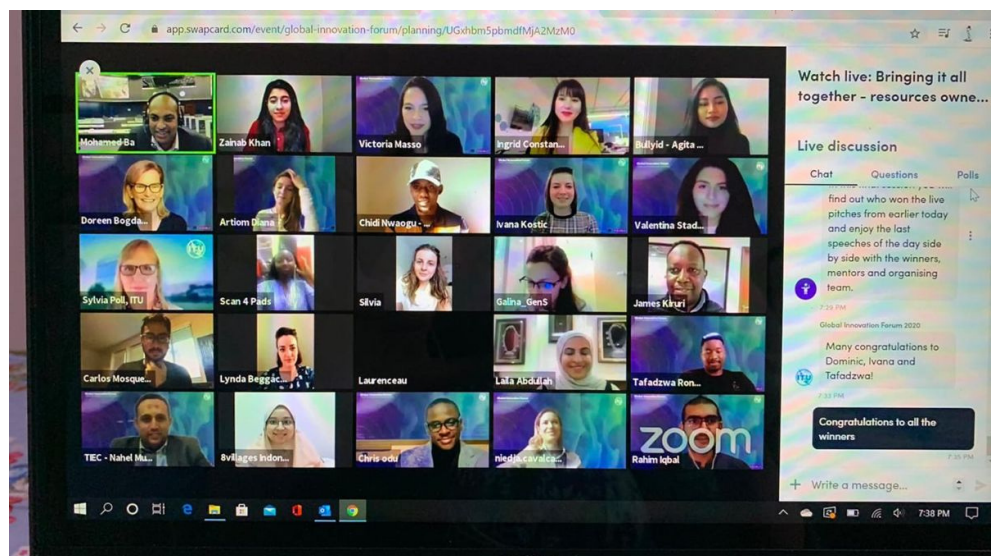 app.swapcard.com/event/global-innovation-forum/planning/UGxhbm5pbmdfMjA2MzM0
Mohamed Ba
Zainab Khan
Victoria Masso
Ingrid Constan...
Bullyid - Agita ...
Doreen Bogda...
Artiom Diana
Chidi Nwaogu - ...
Ivana Kostic
Valentina Stad...
Sylvia Poll, ITU
Scan 4 Pads
Silvia
Galina_GenS
James Kiruri
Carlos Mosque...
Lynda Beggac...
Laurenceau
Laila Abdullah
Tafadzwa Ron...
TIEC - Nahel Mu...
8villages Indon...
Chris odu
niedja.cavalca...
zoom
Rahim Iqbal
Watch live: Bringing it all
together - resources owne...
Live discussion
Chat Questions Polls
find out who won the live
pitches from earlier today
and enjoy the last
speeches of the day side
by side with the winners,
mentors and organising
team.
7:29 PM
Global Innovation Forum 2020
Many congratulations to
Dominic, Ivana and
Tafadzwa!
ITU
7:33 PM
Congratulations to all the
winners
7:35 PM
Write a message...
7:38 PM